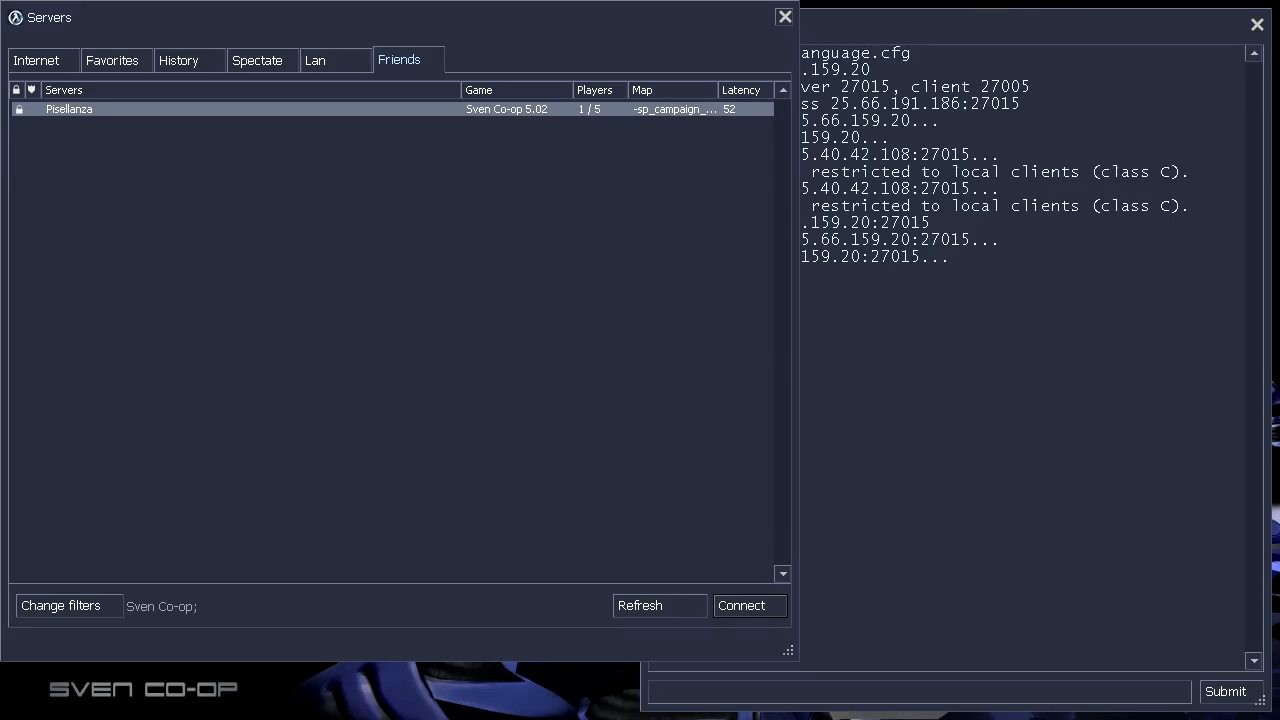 Servers
Internet Favorites History Spectate Lan Friends
Servers Game Players Map Latency
Pisellanza Sven Co-op 5.02 1 / 5 -sp_campaign_... 52
Change filters Sven Co-op; Refresh Connect
anguage.cfg
.159.20
ver 27015, client 27005
ss 25.66.191.186:27015
5.66.159.20...
159.20...
5.40.42.108:27015...
restricted to local clients (class C).
5.40.42.108:27015...
restricted to local clients (class C).
.159.20:27015
5.66.159.20:27015...
159.20:27015...
Submit
SVEN CO-OP